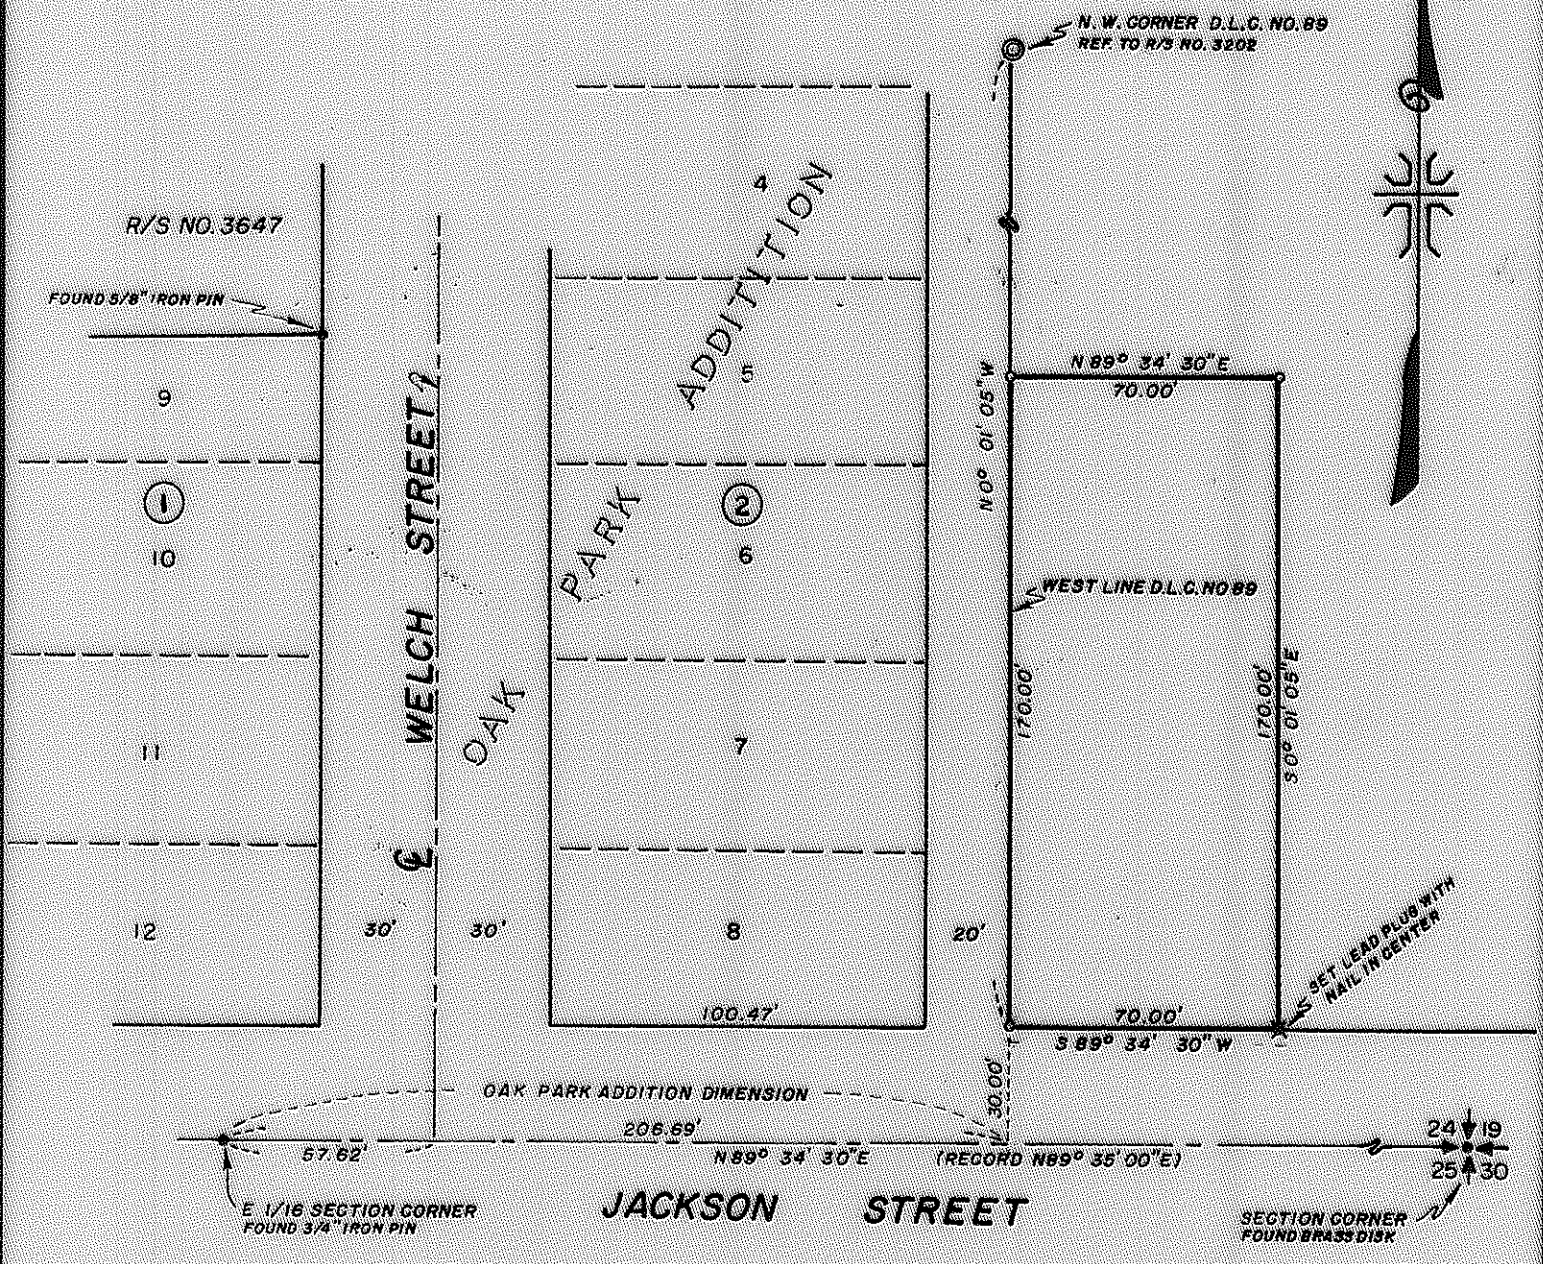 N. W. CORNER D.L.C. NO. 89
REF. TO R/S NO. 3202
R/S NO. 3647
FOUND 5/8" IRON PIN
4
5
6
7
8
9
10
11
12
1
2
OAK PARK ADDITION
WELCH STREET
℄
N 89° 34' 30" E
70.00'
N 0° 01' 05" W
WEST LINE D.L.C. NO 89
170.00'
170.00'
S 0° 01' 05" E
30'
30'
20'
100.47'
70.00'
S 89° 34' 30" W
SET LEAD PLUG WITH
NAIL IN CENTER
30.00'
OAK PARK ADDITION DIMENSION
206.69'
57.62'
N 89° 34' 30" E
(RECORD N89° 35' 00" E)
24 19
25 30
E 1/16 SECTION CORNER
FOUND 3/4" IRON PIN
JACKSON STREET
SECTION CORNER
FOUND BRASS DISK